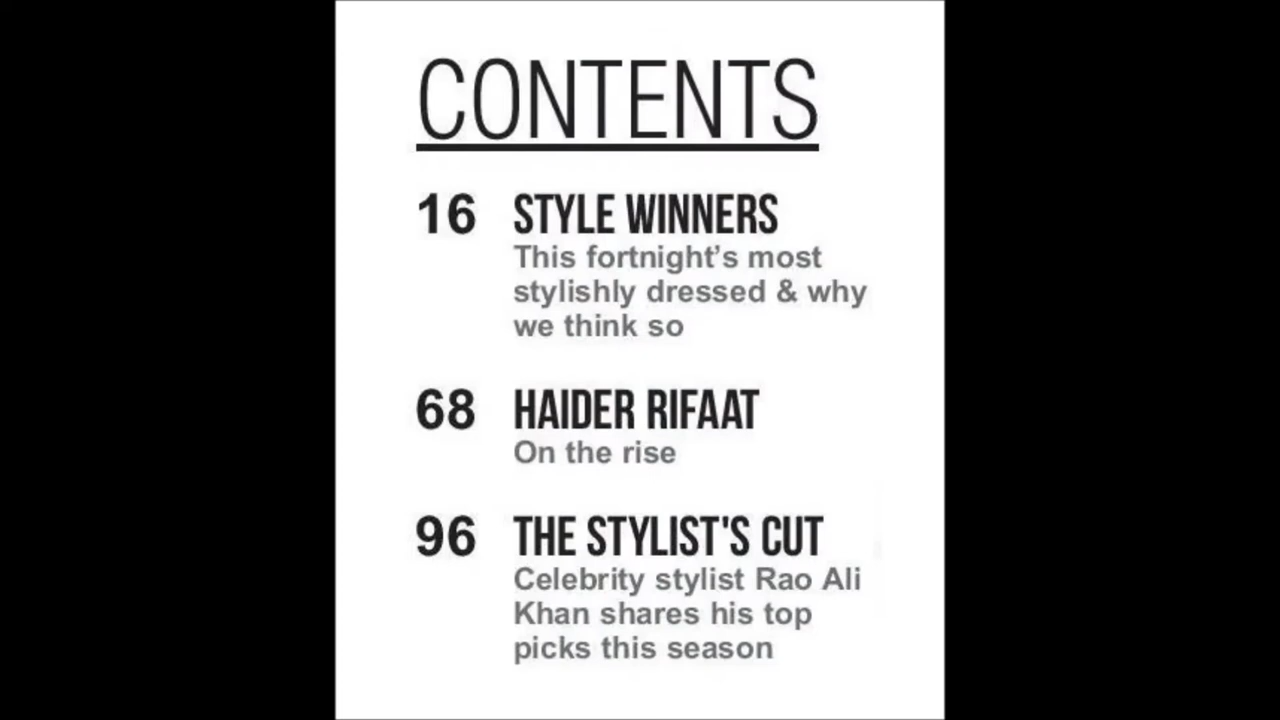 CONTENTS
16 STYLE WINNERS
This fortnight’s most
stylishly dressed & why
we think so
68 HAIDER RIFAAT
On the rise
96 THE STYLIST'S CUT
Celebrity stylist Rao Ali
Khan shares his top
picks this season